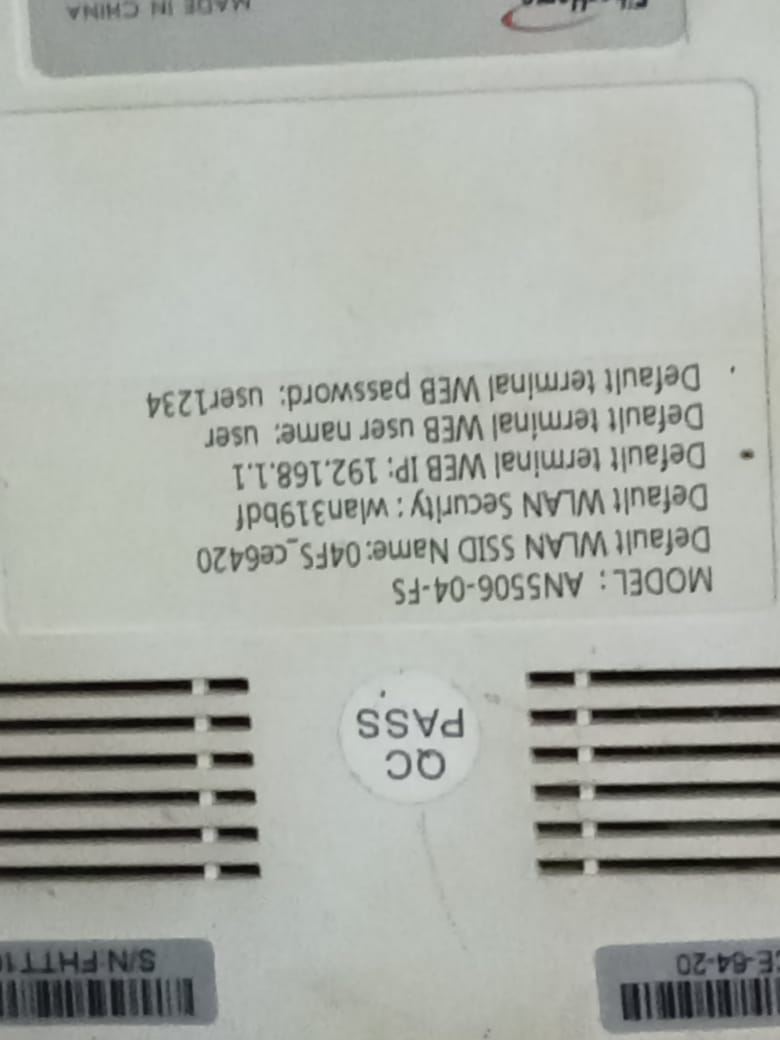 CE-64-20
S/N:FHTT1
QC
PASS
MODEL: AN5506-04-FS
Default WLAN SSID Name: 04FS_ce6420
Default WLAN Security: wlan319bdf
Default terminal WEB IP: 192.168.1.1
Default terminal WEB user name: user
Default terminal WEB password: user1234
FiberHome
MADE IN CHINA